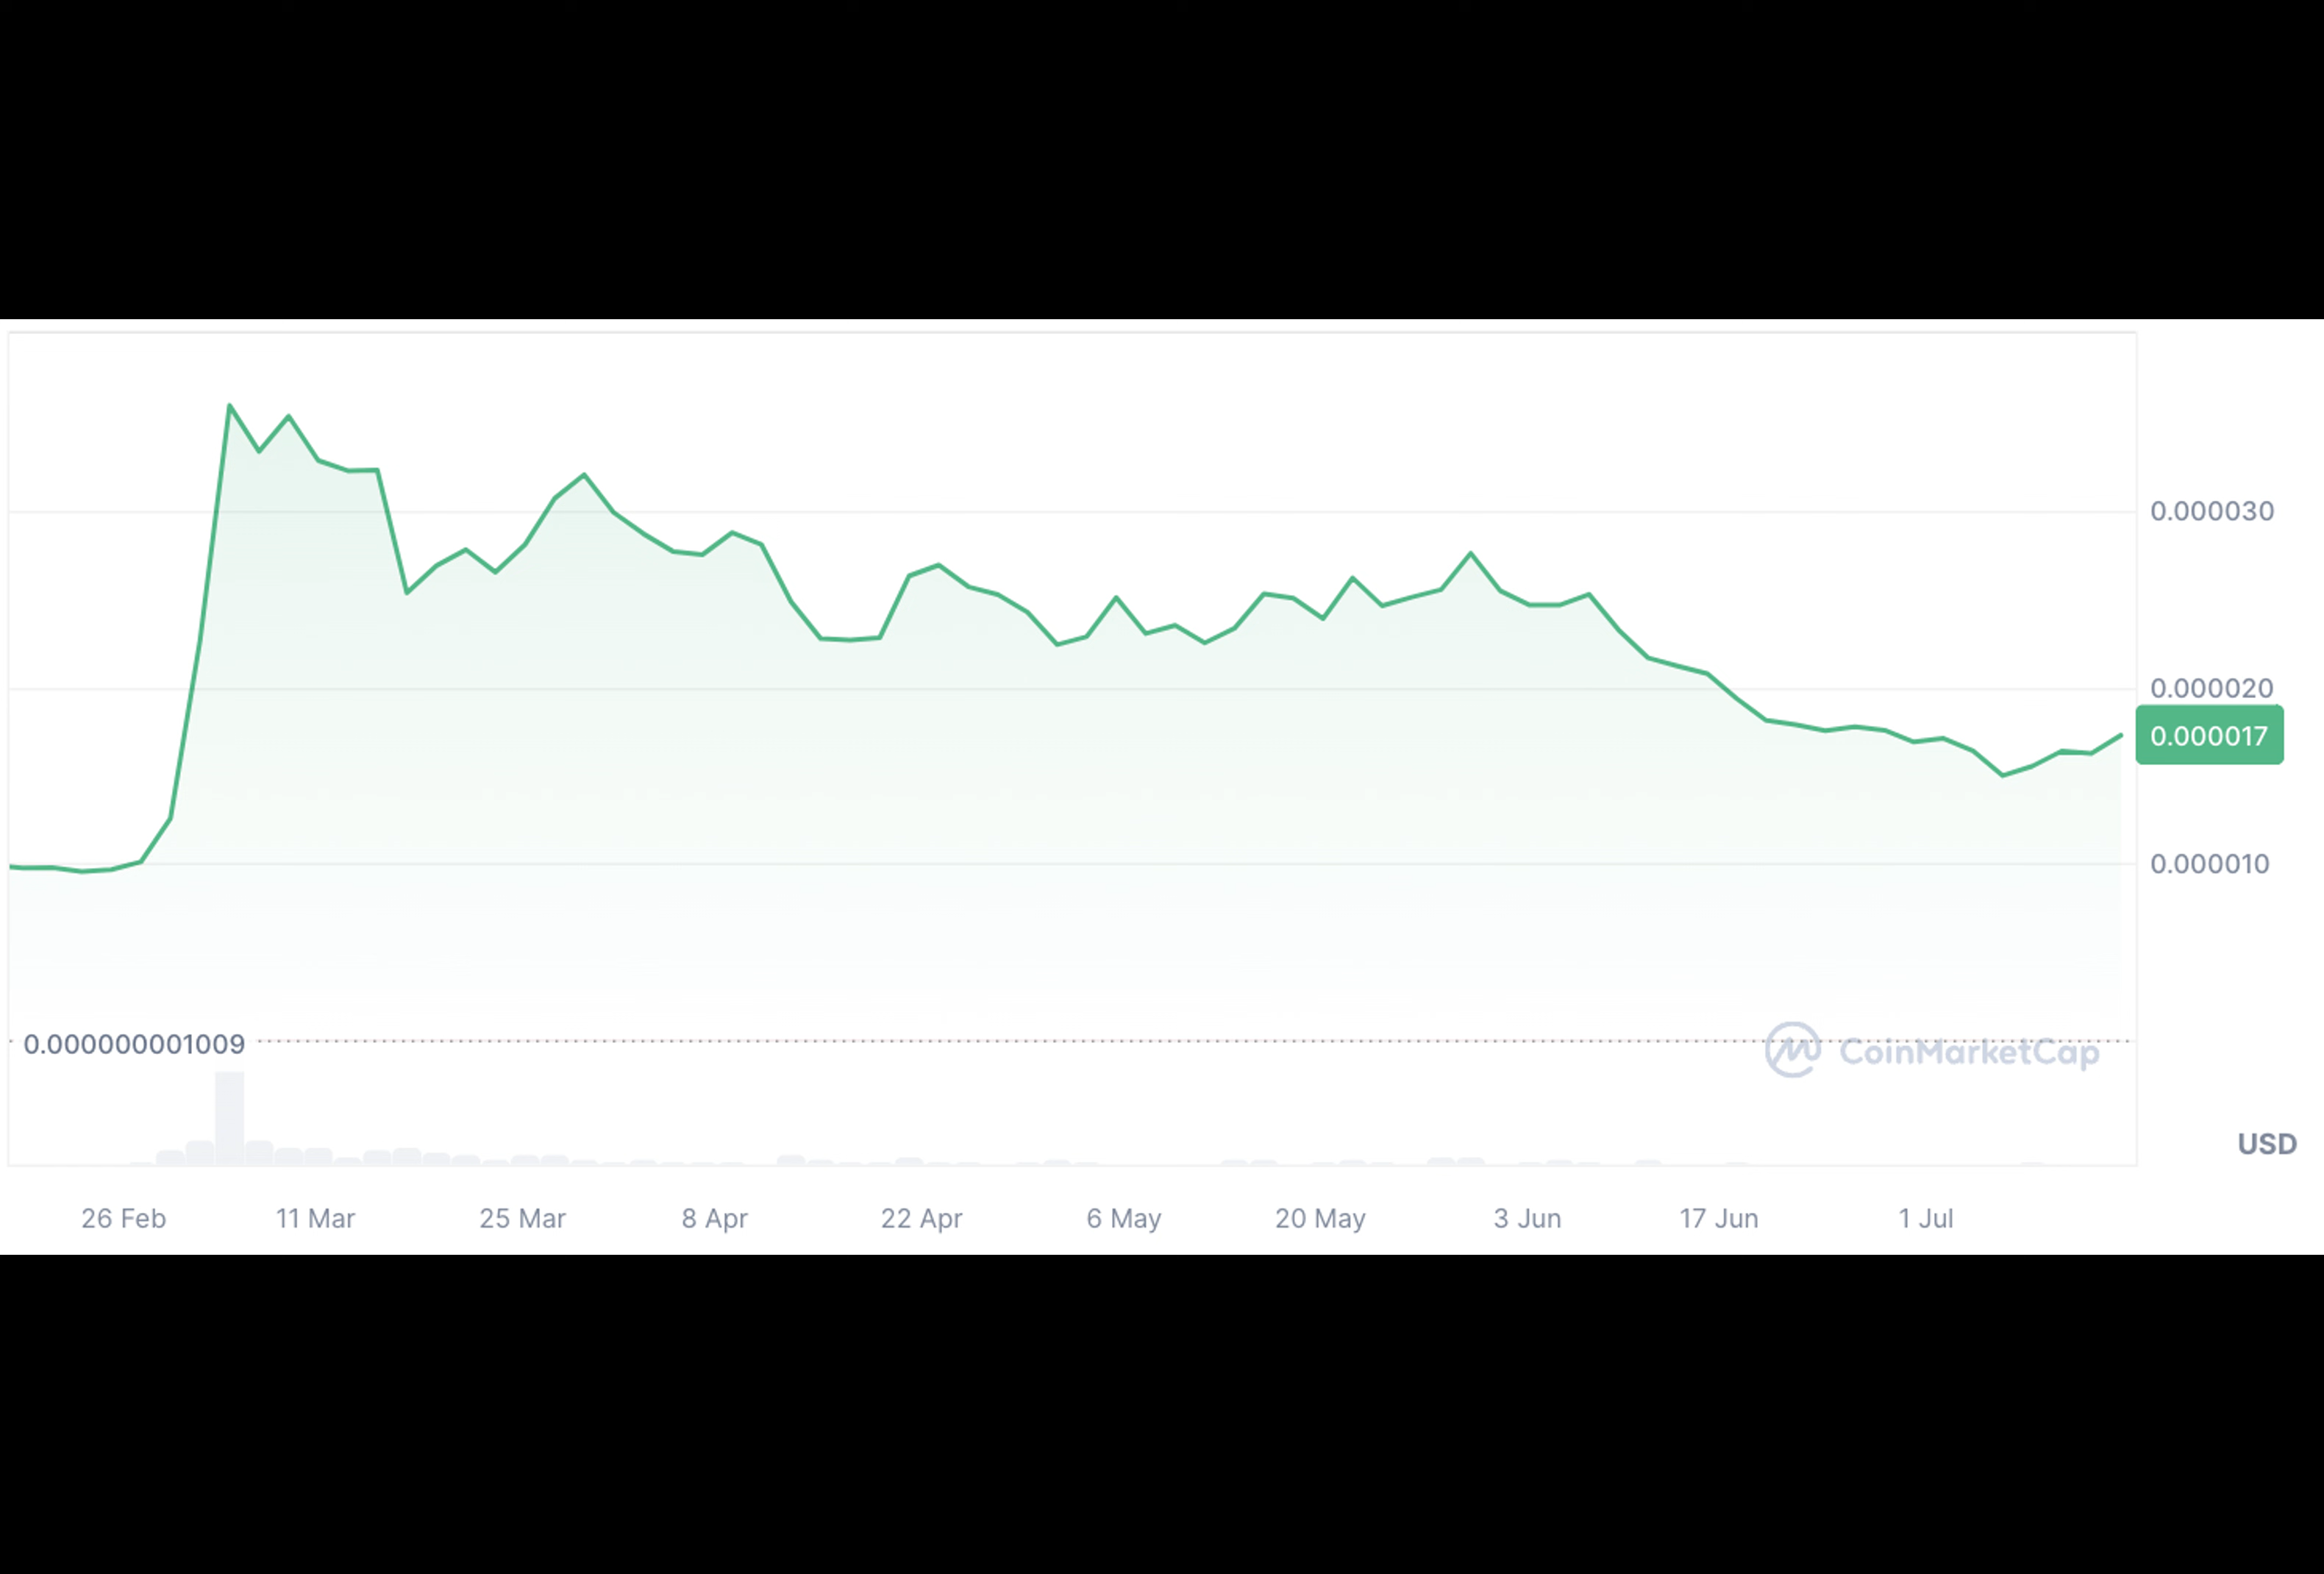 0.000030
0.000020
0.000017
0.000010
0.000000001009
CoinMarketCap
USD
26 Feb 11 Mar 25 Mar 8 Apr 22 Apr 6 May 20 May 3 Jun 17 Jun 1 Jul